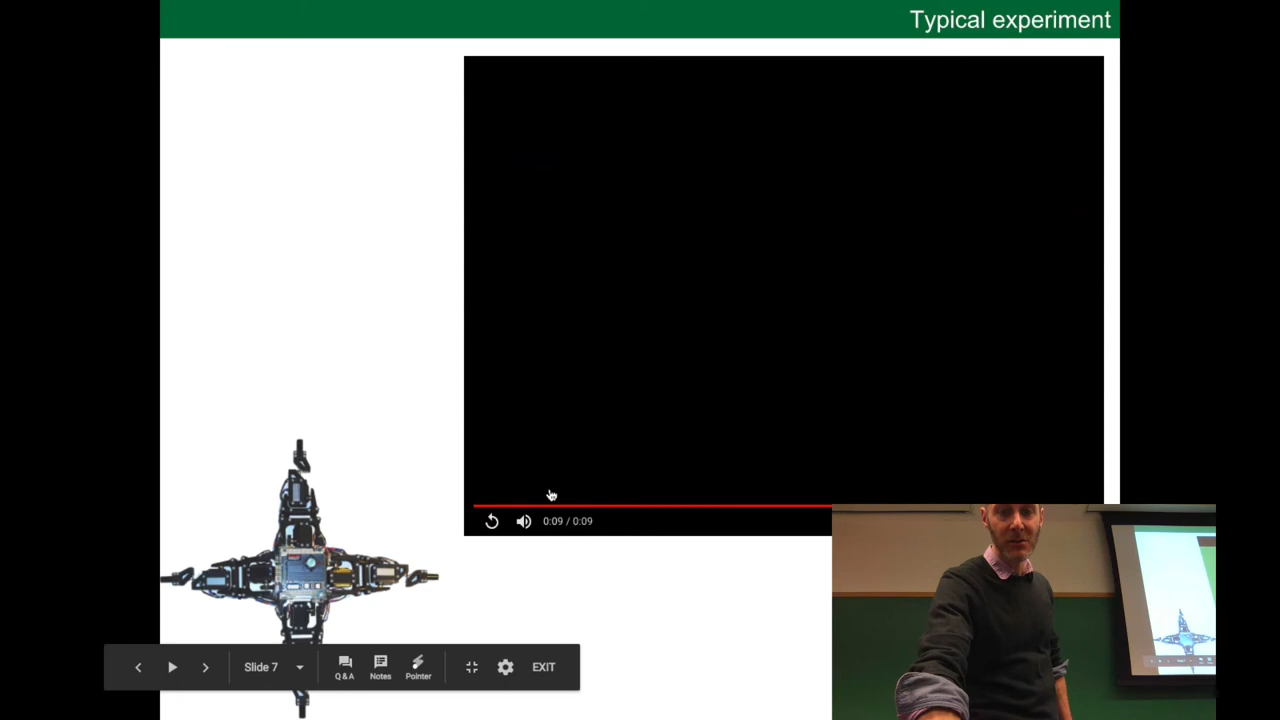 Typical experiment
0:09 / 0:09
Slide 7
Q & A
Notes
Pointer
EXIT